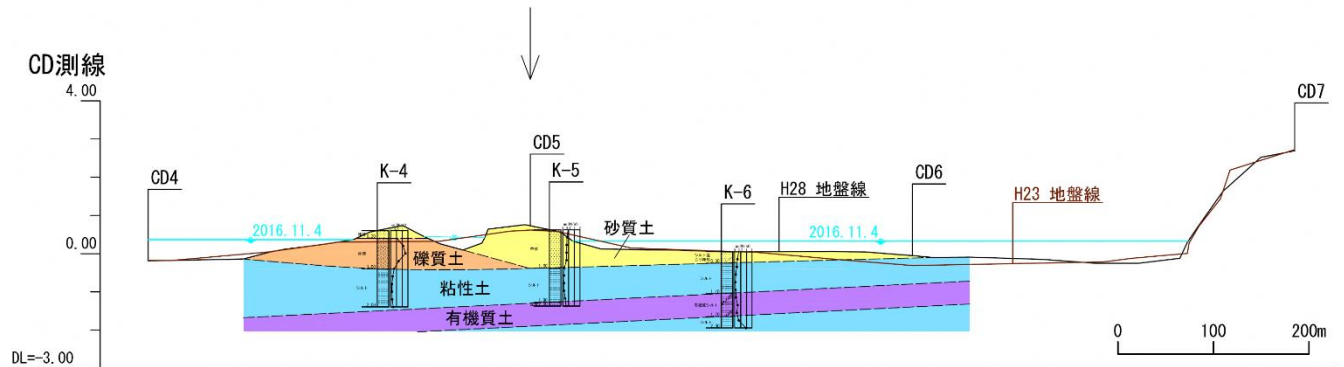 CD測線
4.00
CD7
CD5
CD4
K-4
K-5
CD6
K-6
H28 地盤線
H23 地盤線
2016.11.4
砂質土
2016.11.4
0.00
礫質土
粘性土
有機質土
0
100
200m
DL=-3.00